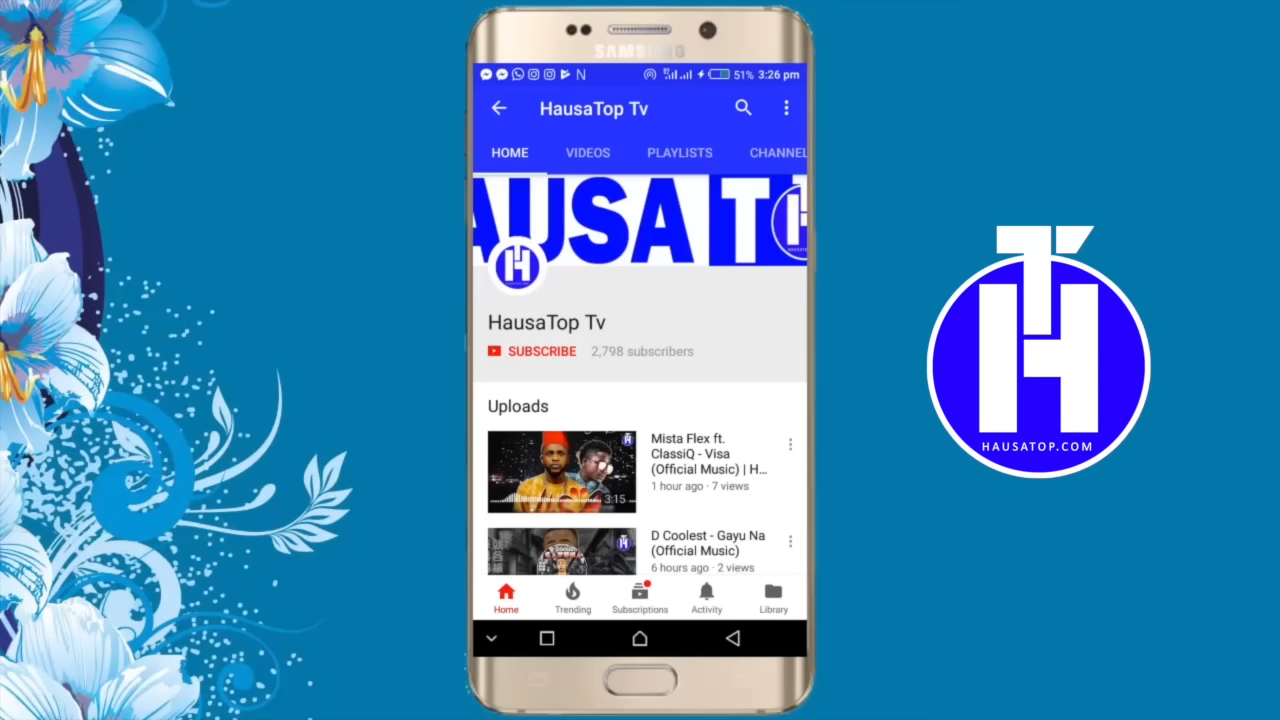 SAMSUNG
51% 3:26 pm
HausaTop Tv
HOME VIDEOS PLAYLISTS CHANNEL
AUSA T
H
HausaTop Tv
SUBSCRIBE 2,798 subscribers
Uploads
Mista Flex ft.
ClassiQ - Visa
(Official Music) | H...
1 hour ago · 7 views
3:15
D Coolest - Gayu Na
(Official Music)
6 hours ago · 2 views
Home Trending Subscriptions Activity Library
TH
HAUSATOP.COM